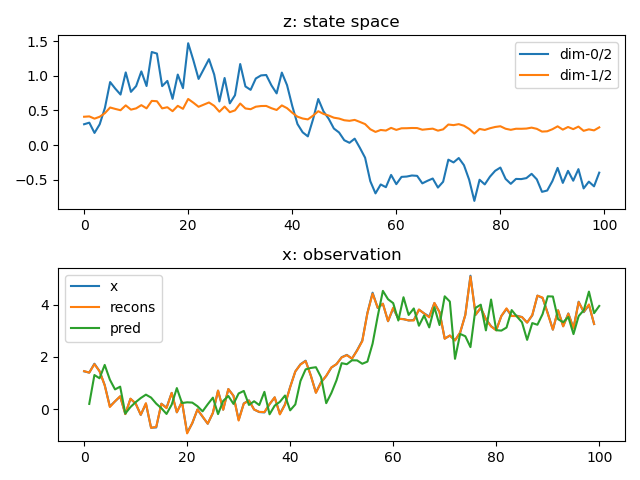 z: state space
1.5
1.0
0.5
0.0
−0.5
dim-0/2
dim-1/2
0 20 40 60 80 100
x: observation
4
2
0
x
recons
pred
0 20 40 60 80 100